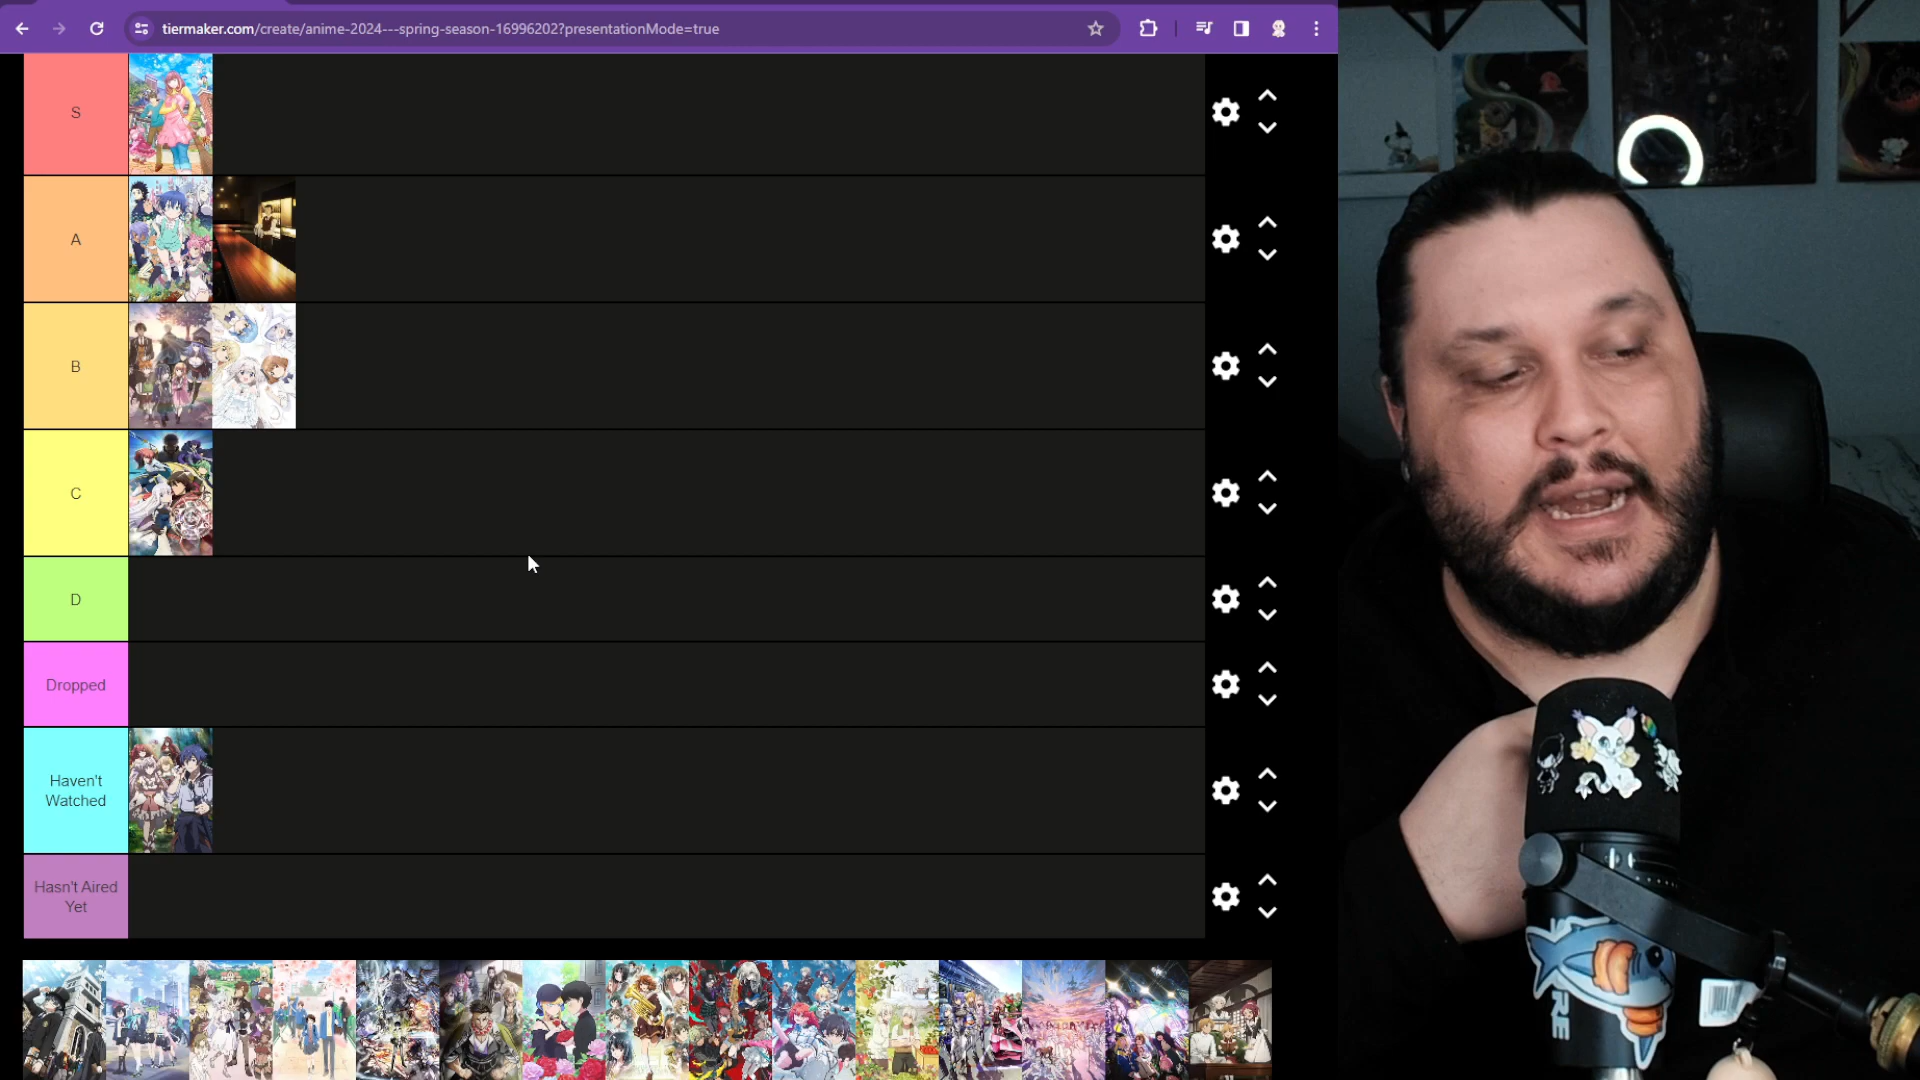 tiermaker.com/create/anime-2024---spring-season-16996202?presentationMode=true
S
A
B
C
D
Dropped
Haven't
Watched
Hasn't Aired
Yet